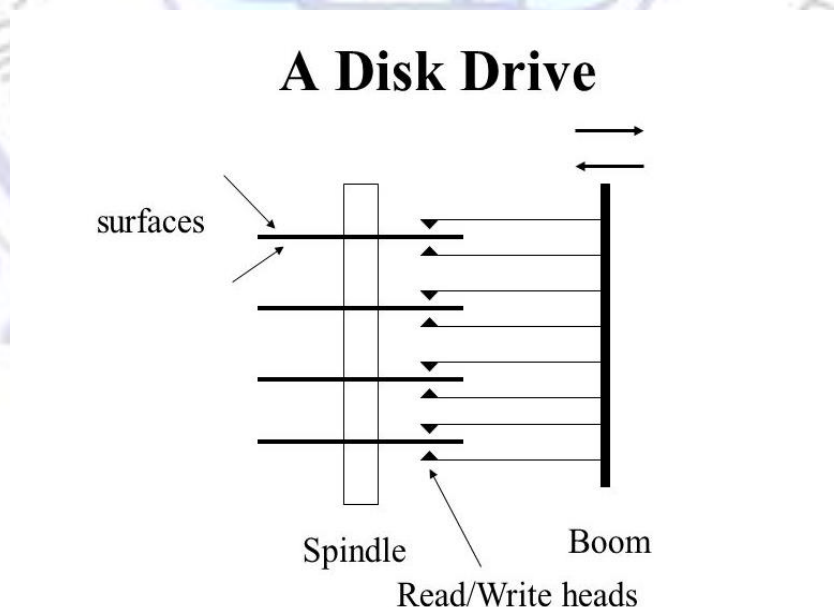 A Disk Drive
surfaces
Spindle
Boom
Read/Write heads